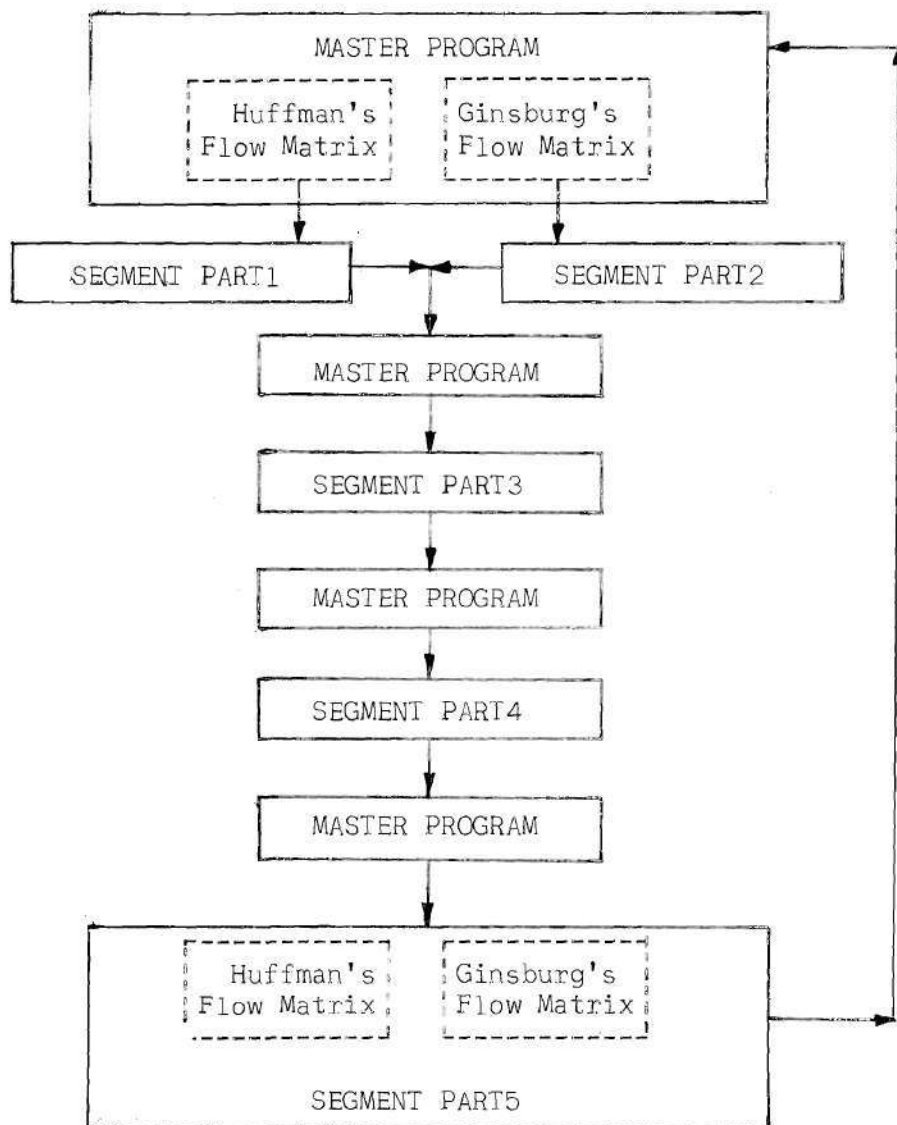 MASTER PROGRAM
Huffman's
Flow Matrix
Ginsburg's
Flow Matrix
SEGMENT PART1
SEGMENT PART2
MASTER PROGRAM
SEGMENT PART3
MASTER PROGRAM
SEGMENT PART4
MASTER PROGRAM
Huffman's
Flow Matrix
Ginsburg's
Flow Matrix
SEGMENT PART5